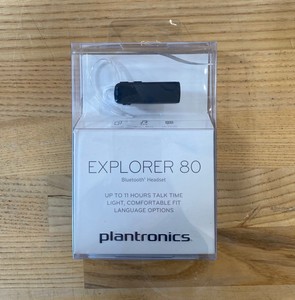 EXPLORER 80
Bluetooth® Headset
UP TO 11 HOURS TALK TIME
LIGHT, COMFORTABLE FIT
LANGUAGE OPTIONS
plantronics